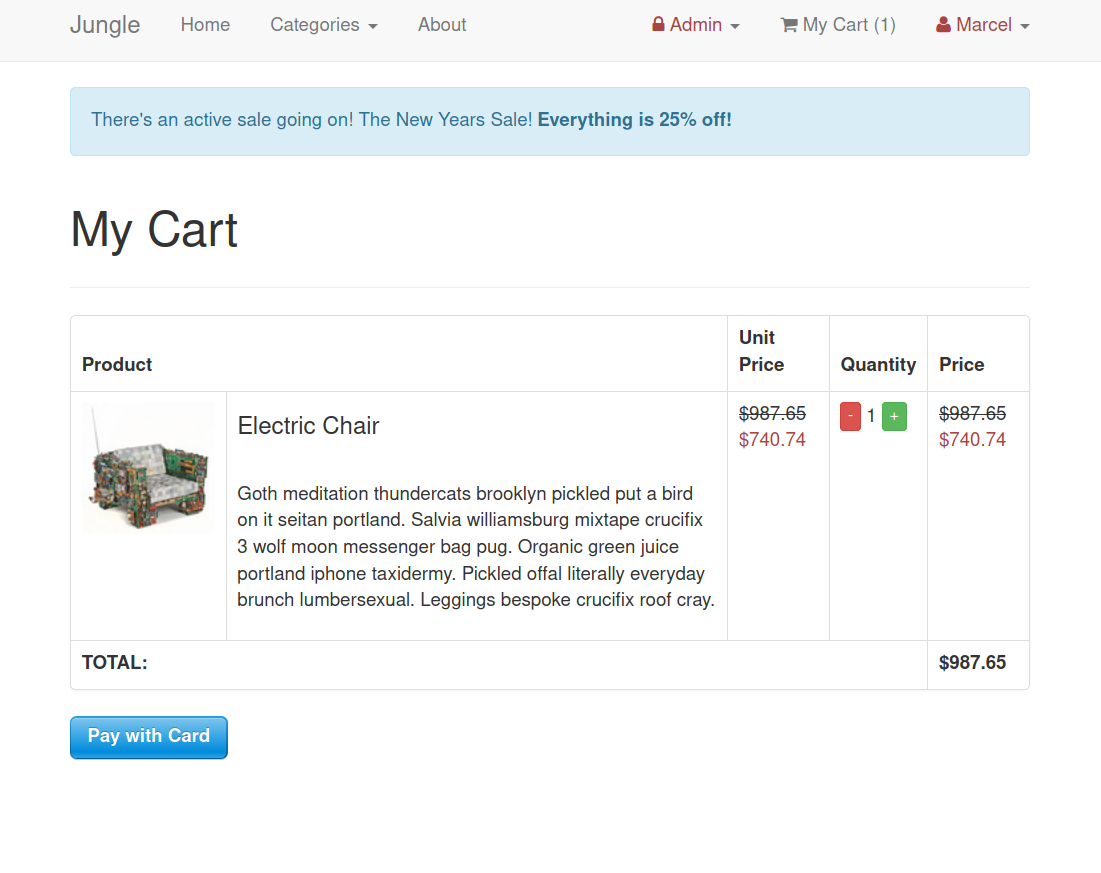 Jungle Home Categories About Admin My Cart (1) Marcel
There's an active sale going on! The New Years Sale! Everything is 25% off!
My Cart
Product Unit Price Quantity Price
Electric Chair
$987.65 - 1 + $987.65
$740.74 $740.74
Goth meditation thundercats brooklyn pickled put a bird
on it seitan portland. Salvia williamsburg mixtape crucifix
3 wolf moon messenger bag pug. Organic green juice
portland iphone taxidermy. Pickled offal literally everyday
brunch lumbersexual. Leggings bespoke crucifix roof cray.
TOTAL: $987.65
Pay with Card